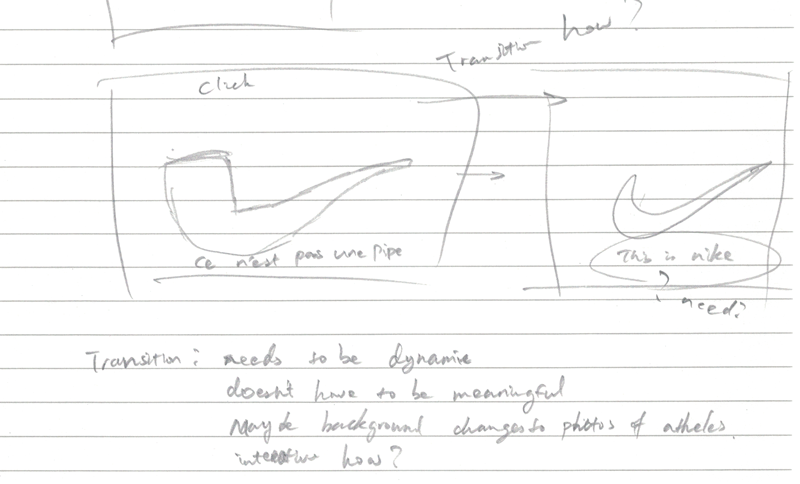 Transition how?
Click
ce n'est pas une pipe
This is nike
? need?
Transition: needs to be dynamic
doesn't have to be meaningful
Maybe background changes to photos of atheles.
how?